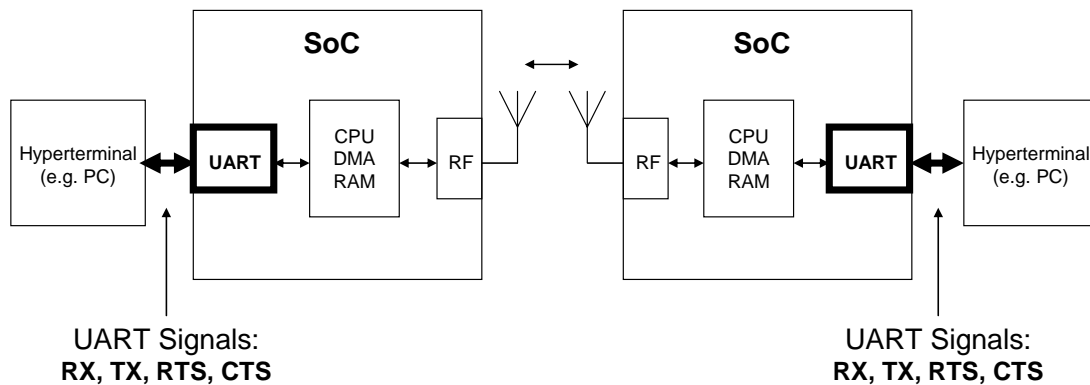 SoC
SoC
Hyperterminal
(e.g. PC)
UART
CPU
DMA
RAM
RF
RF
CPU
DMA
RAM
UART
Hyperterminal
(e.g. PC)
UART Signals:
RX, TX, RTS, CTS
UART Signals:
RX, TX, RTS, CTS